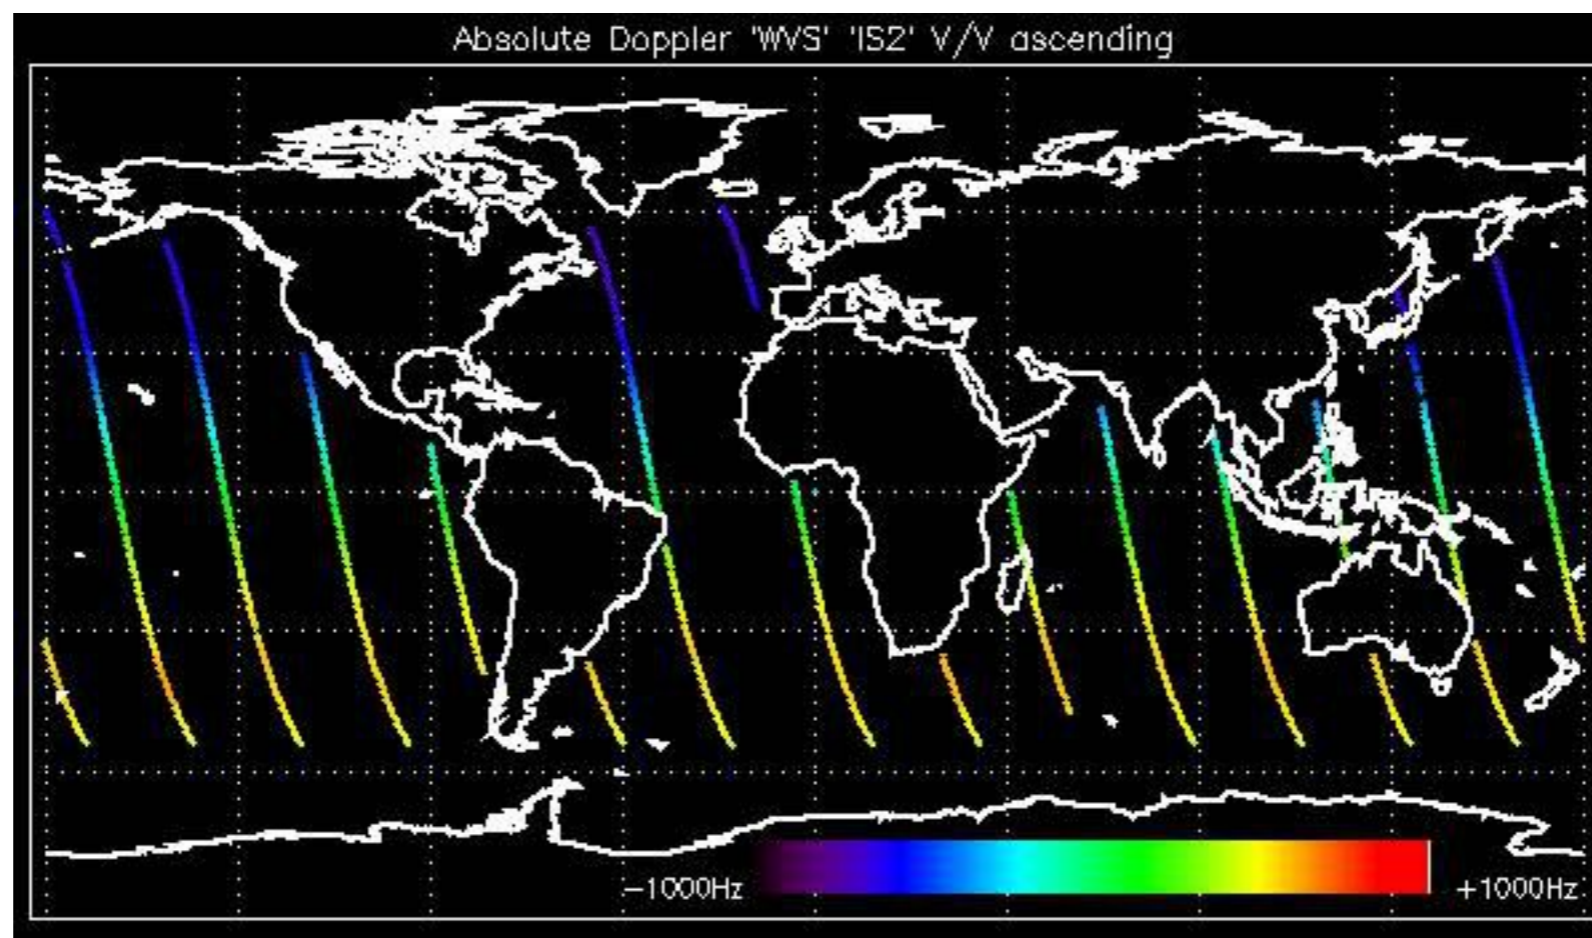 Absolute Doppler 'WVS' 'IS2' V/V ascending
−1000Hz
+1000Hz